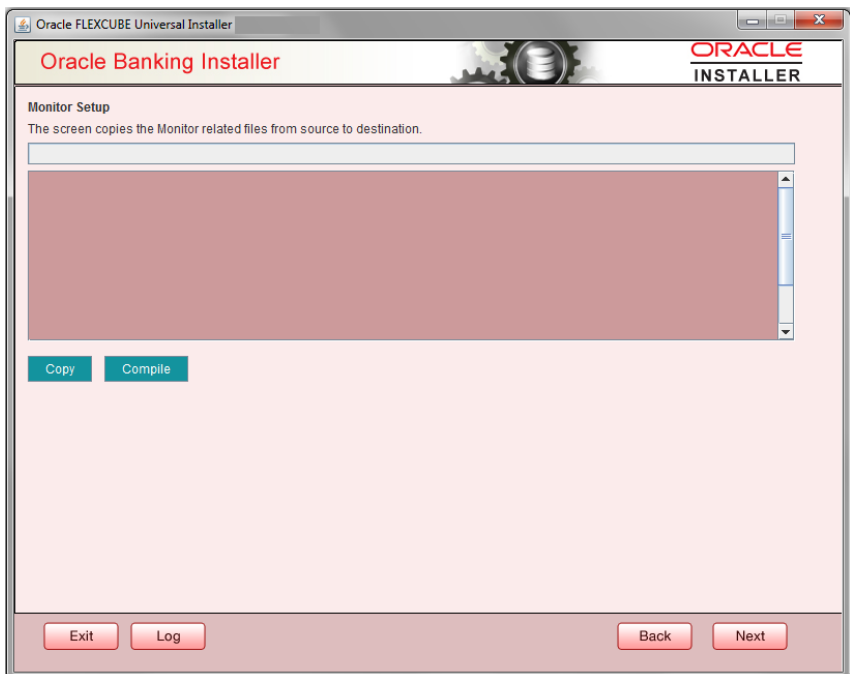 Oracle FLEXCUBE Universal Installer
Oracle Banking Installer
ORACLE
INSTALLER
Monitor Setup
The screen copies the Monitor related files from source to destination.
Copy Compile
Exit Log Back Next